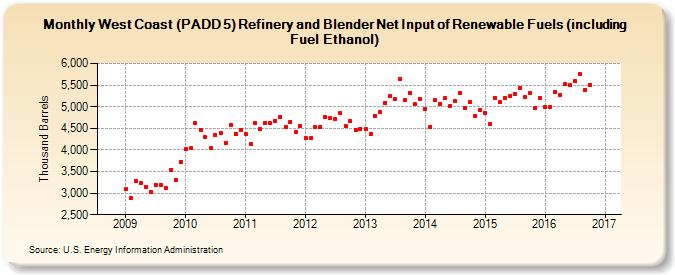 Monthly West Coast (PADD 5) Refinery and Blender Net Input of Renewable Fuels (including
Fuel Ethanol)
Thousand Barrels
6,000
5,500
5,000
4,500
4,000
3,500
3,000
2,500
2009 2010 2011 2012 2013 2014 2015 2016 2017
Source: U.S. Energy Information Administration